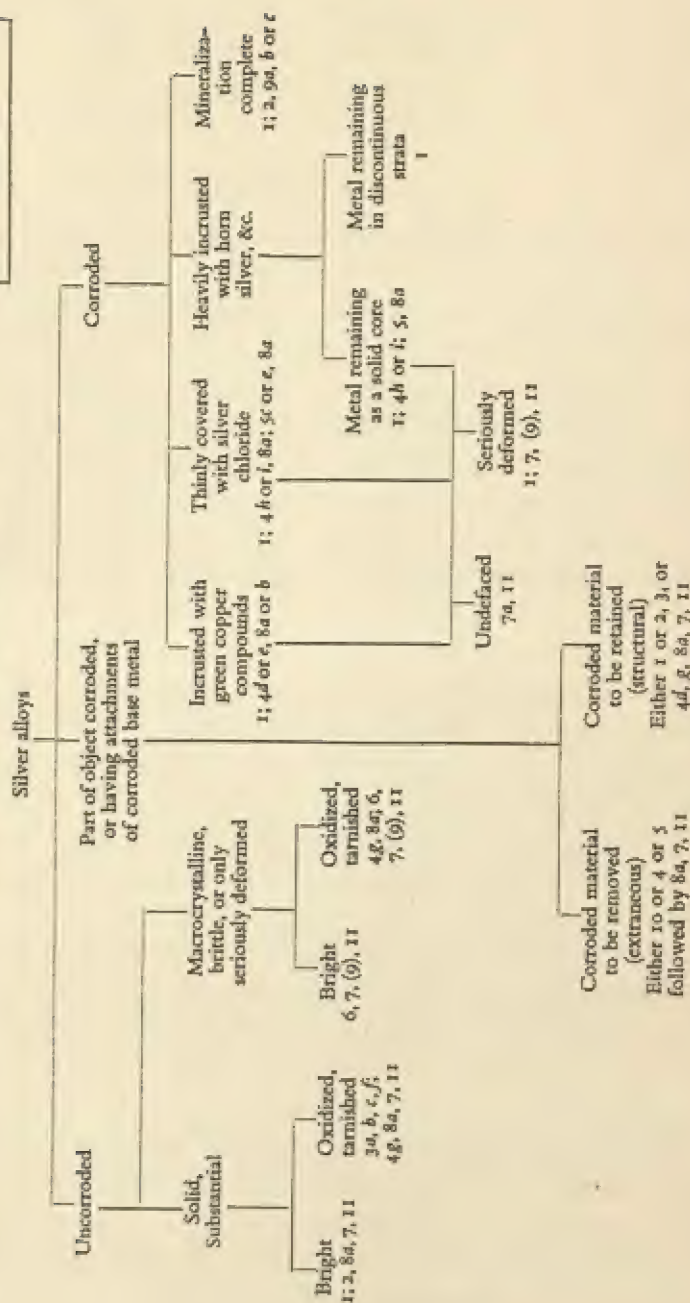 Silver alloys
Uncorroded
Part of object corroded,
or having attachments
of corroded base metal
Corroded
Solid,
Substantial
Macrocrystalline,
brittle, or only
seriously deformed
Incrusted with
green copper
compounds
1; 4d or e, 8a or b
Thinly covered
with silver
chloride
1; 4h or i, 8a; 5c or e, 8a
Heavily incrusted
with horn
silver, &c.
Mineraliza-
tion
complete
1; 2, 9a, b or c
Bright
1; 2, 8a, 7, 11
Oxidized,
tarnished
3a, b, c, f;
4g, 8a, 7, 11
Bright
6, 7, (9), 11
Oxidized,
tarnished
4g, 8a; 6,
7, (9), 11
Metal remaining
as a solid core
1; 4h or i; 5, 8a
Metal remaining
in discontinuous
strata
Undefaced
7a, 11
Seriously
deformed
1; 7, (9), 11
Corroded material
to be removed
(extraneous)
Either 10 or 4 or 5
followed by 8a, 7, 11
Corroded material
to be retained
(structural)
Either 1 or 2, 3, or
4d, g, 8a, 7, 11